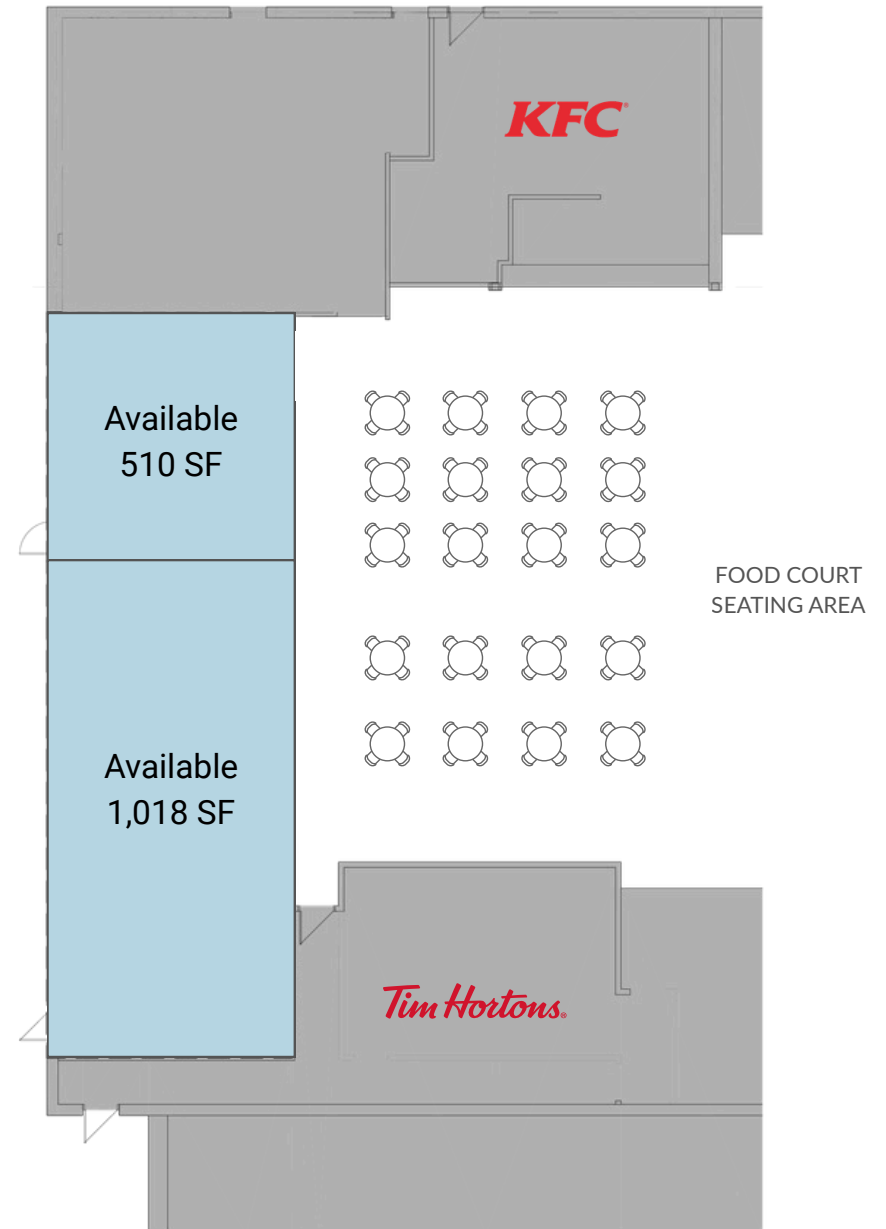 KFC
Available
510 SF
FOOD COURT
SEATING AREA
Available
1,018 SF
Tim Hortons.